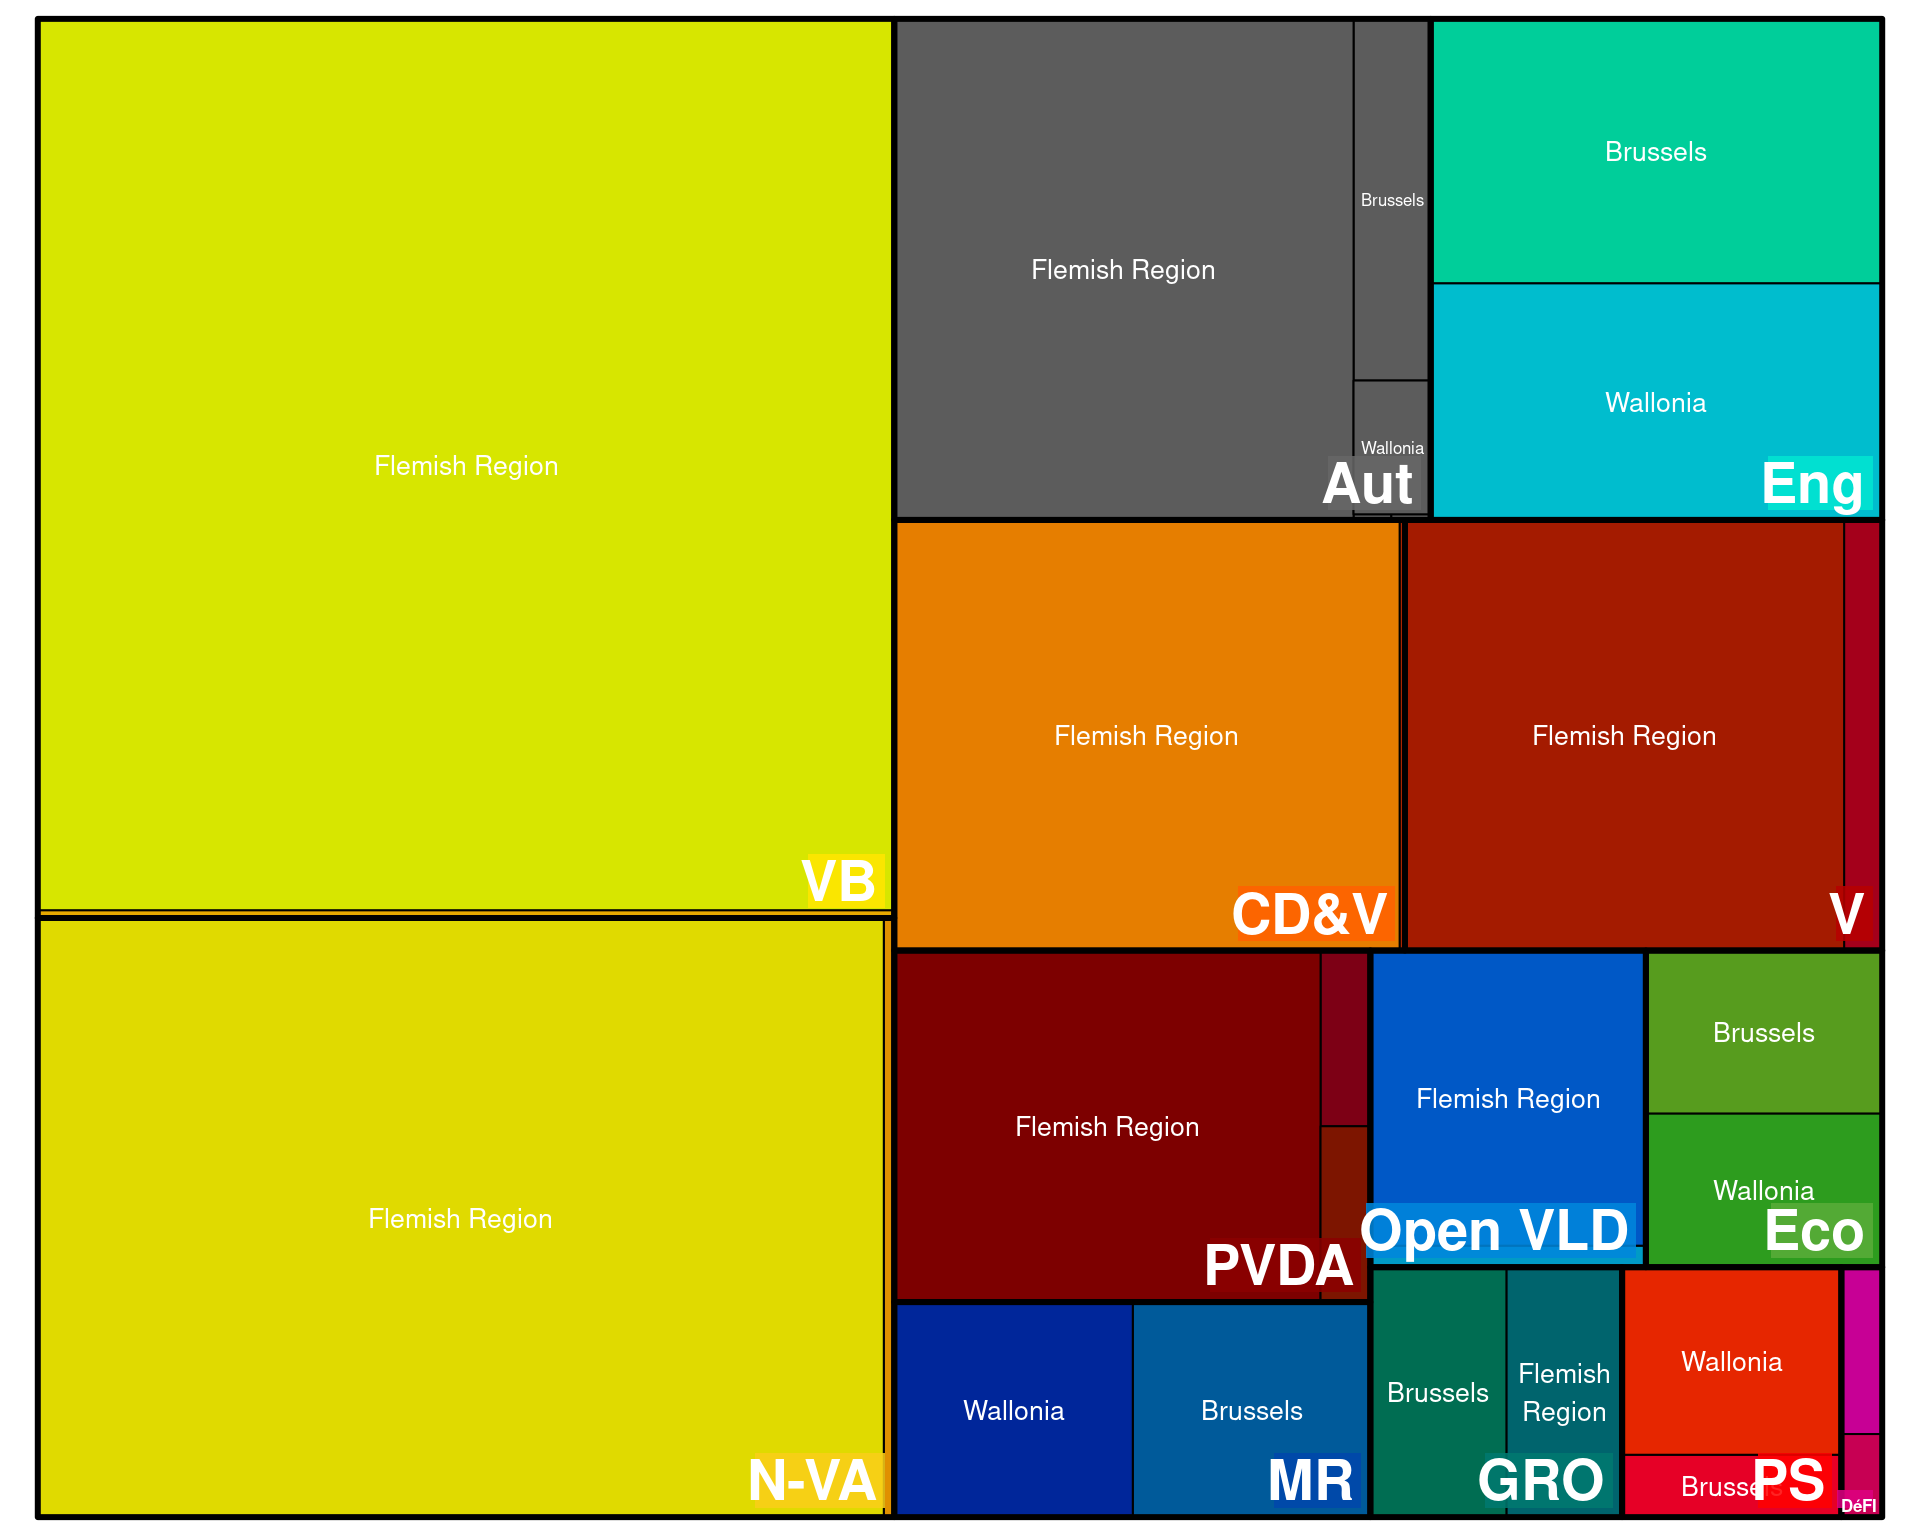 Flemish Region
VB
Flemish Region
N-VA
Flemish Region
Brussels
Wallonia
Aut
Brussels
Wallonia
Eng
Flemish Region
CD&V
Flemish Region
V
Flemish Region
PVDA
Flemish Region
Open VLD
Brussels
Wallonia
Eco
Wallonia
Brussels
MR
Brussels
Flemish
Region
GRO
Wallonia
Brussels
PS
DéFI